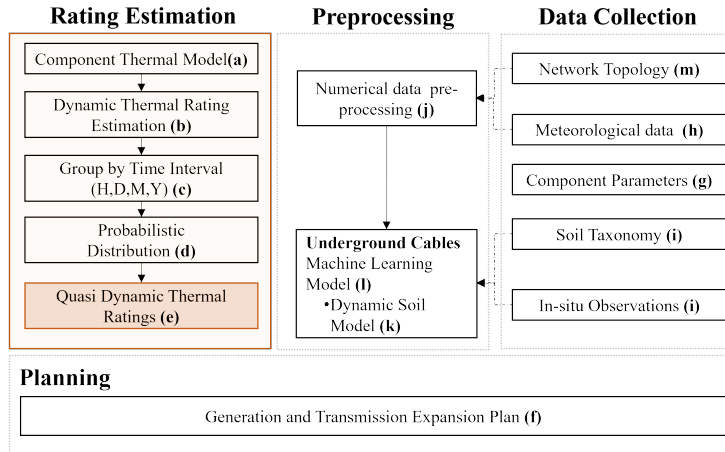 Rating Estimation
Component Thermal Model(a)
Dynamic Thermal Rating
Estimation (b)
Group by Time Interval
(H,D,M,Y) (c)
Probabilistic
Distribution (d)
Quasi Dynamic Thermal
Ratings (e)
Preprocessing
Numerical data pre-
processing (j)
Underground Cables
Machine Learning
Model (l)
•Dynamic Soil
Model (k)
Data Collection
Network Topology (m)
Meteorological data (h)
Component Parameters (g)
Soil Taxonomy (i)
In-situ Observations (i)
Planning
Generation and Transmission Expansion Plan (f)